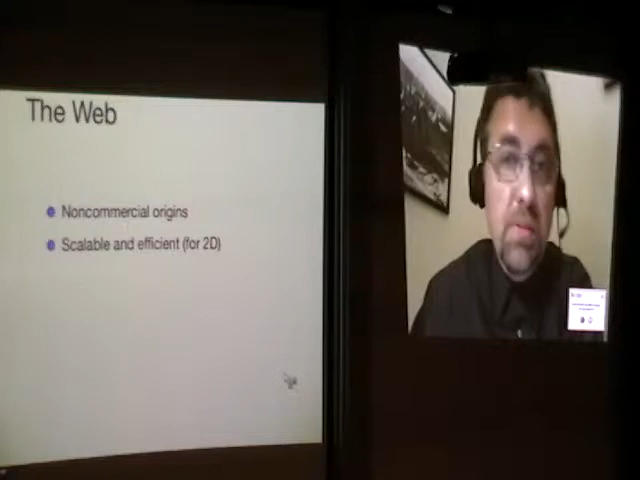 The Web
Noncommercial origins
Scalable and efficient (for 2D)